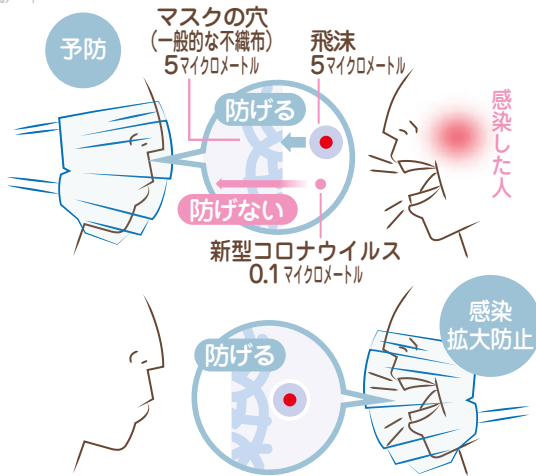 予防
マスクの穴
（一般的な不織布）
5マイクロメートル
飛沫
5マイクロメートル
防げる
防げない
感染した人
新型コロナウイルス
0.1マイクロメートル
防げる
感染
拡大防止